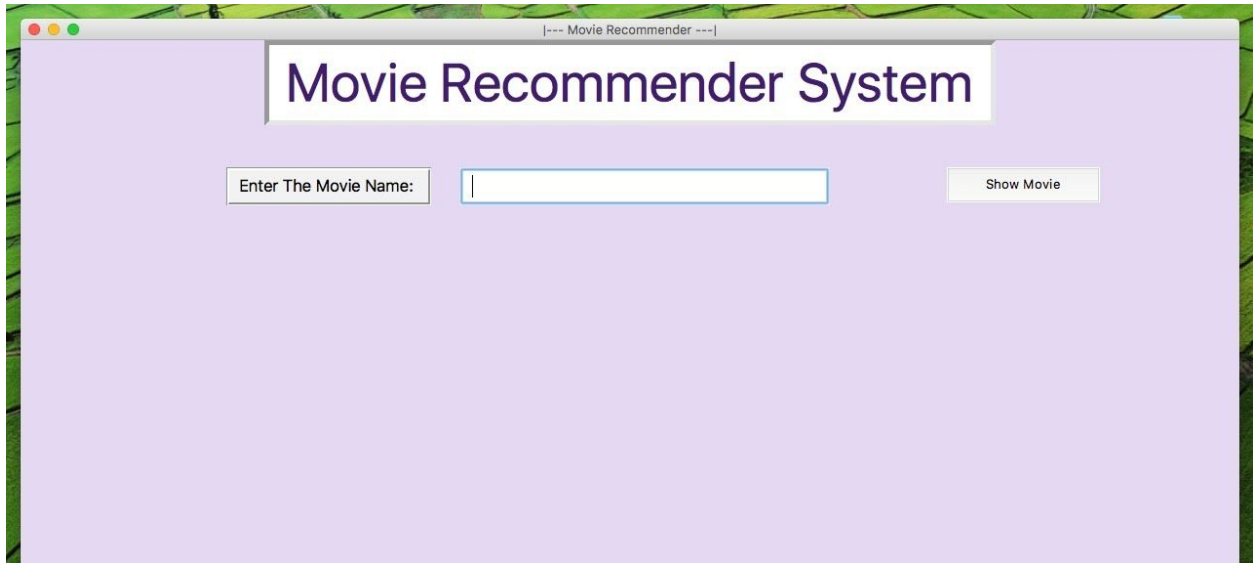 |--- Movie Recommender ---|
Movie Recommender System
Enter The Movie Name:
Show Movie